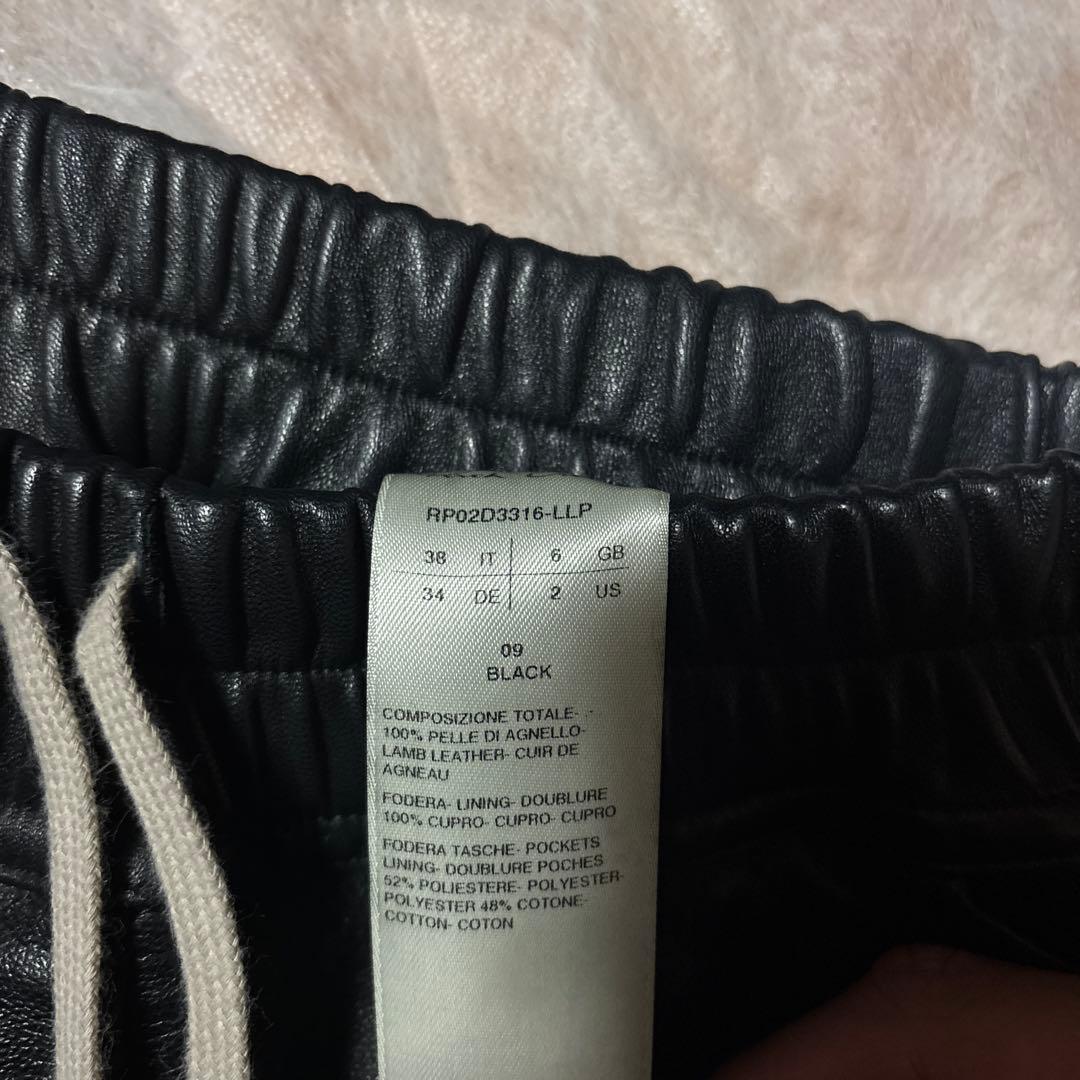 RP02D3316-LLP
38 IT 6 GB
34 DE 2 US
09
BLACK
COMPOSIZIONE TOTALE- -
100% PELLE DI AGNELLO-
LAMB LEATHER- CUIR DE
AGNEAU
FODERA- LINING- DOUBLURE
100% CUPRO- CUPRO- CUPRO
FODERA TASCHE- POCKETS
LINING- DOUBLURE POCHES
52% POLIESTERE- POLYESTER-
POLYESTER 48% COTONE-
COTTON- COTON